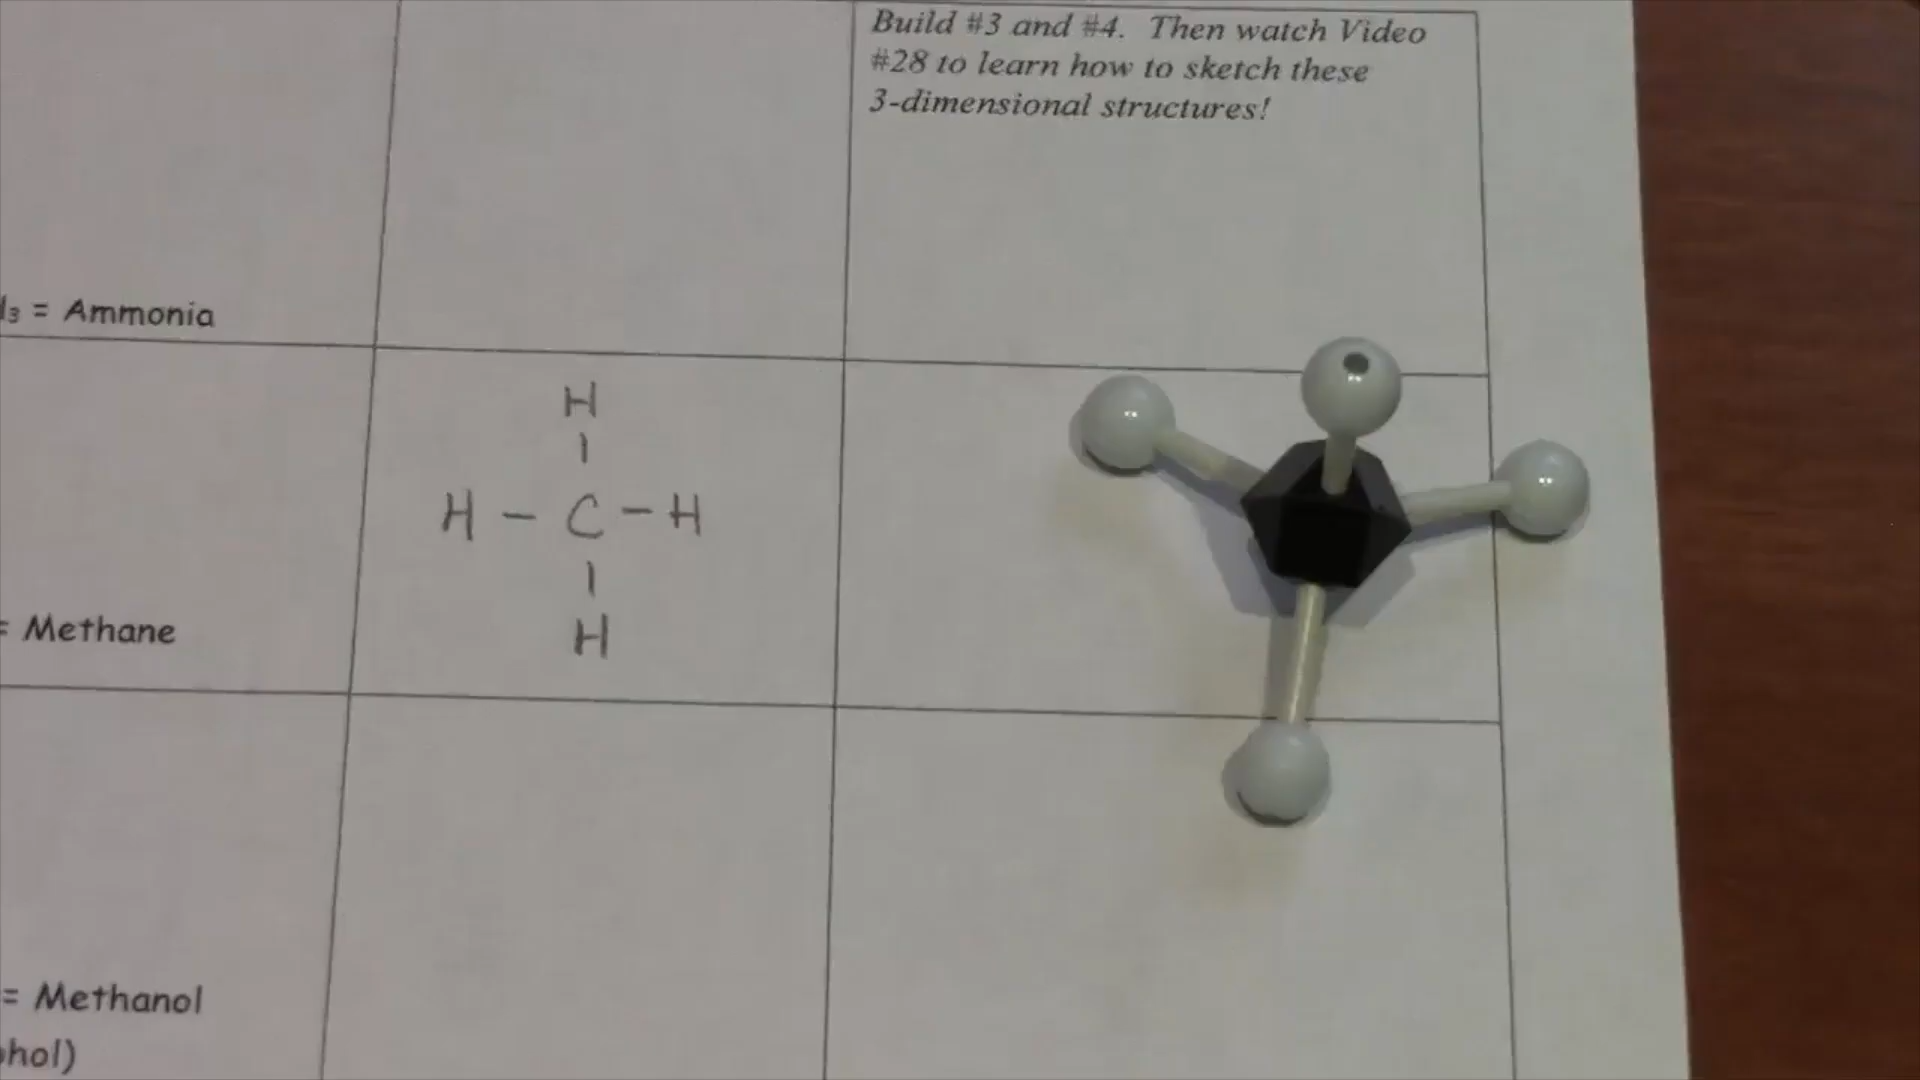 Build #3 and #4. Then watch Video
#28 to learn how to sketch these
3-dimensional structures!
3 = Ammonia
H
H - C - H
H
= Methane
= Methanol
hol)